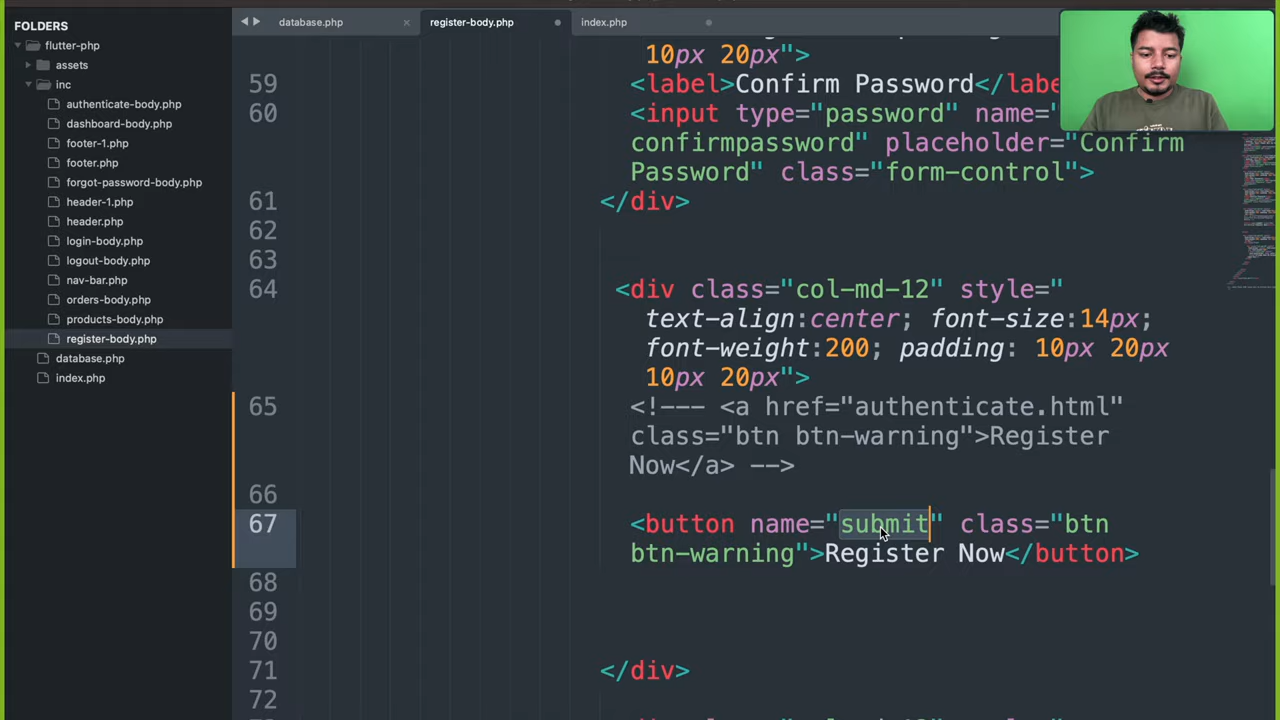 FOLDERS
flutter-php
assets
inc
authenticate-body.php
dashboard-body.php
footer-1.php
footer.php
forgot-password-body.php
header-1.php
header.php
login-body.php
logout-body.php
nav-bar.php
orders-body.php
products-body.php
register-body.php
database.php
index.php
database.php × register-body.php index.php
10px 20px">
59 <label>Confirm Password</labe
60 <input type="password" name="
confirmpassword" placeholder="Confirm
Password" class="form-control">
61 </div>
62
63
64 <div class="col-md-12" style="
text-align:center; font-size:14px;
font-weight:200; padding: 10px 20px
10px 20px">
65 <!--- <a href="authenticate.html"
class="btn btn-warning">Register
Now</a> -->
66
67 <button name="submit" class="btn
btn-warning">Register Now</button>
68
69
70
71 </div>
72